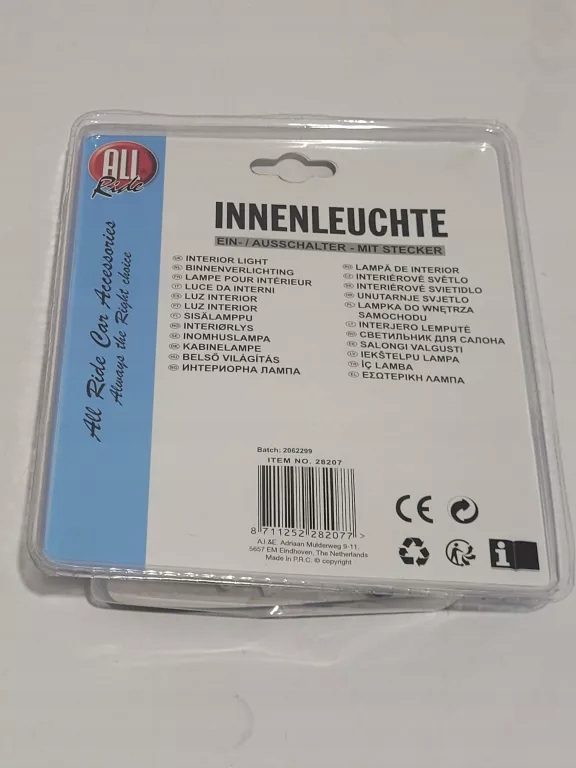 ALL
Ride
All Ride Car Accessories
Always the Right choice
INNENLEUCHTE
EIN-/ AUSSCHALTER - MIT STECKER
INTERIOR LIGHT
BINNENVERLICHTING
LAMPE POUR INTÉRIEUR
LUCE DA INTERNI
LUZ INTERIOR
LUZ INTERIOR
SISÄLAMPPU
INTERIØRLYS
INOMHUSLAMPA
KABINELAMPE
BELSŐ VILÁGÍTÁS
ИНТЕРИОРНА ЛАМПА
LAMPĂ DE INTERIOR
INTERIÉROVÉ SVĚTLO
INTERIÉROVÉ SVIETIDLO
UNUTARNJE SVJETLO
LAMPKA DO WNĘTRZA
SAMOCHODU
INTERJERO LEMPUTĖ
СВЕТИЛЬНИК ДЛЯ САЛОНА
SALONGI VALGUSTI
IEKŠTELPU LAMPA
İÇ LAMBA
ΕΣΩΤΕΡΙΚΗ ΛΑΜΠΑ
Batch: 2062299
ITEM NO. 28207
8 711252 282077 >
A.I &E. Adriaan Mulderweg 9-11,
5657 EM Eindhoven, The Netherlands
Made in P.R.C. © copyright
CE
i